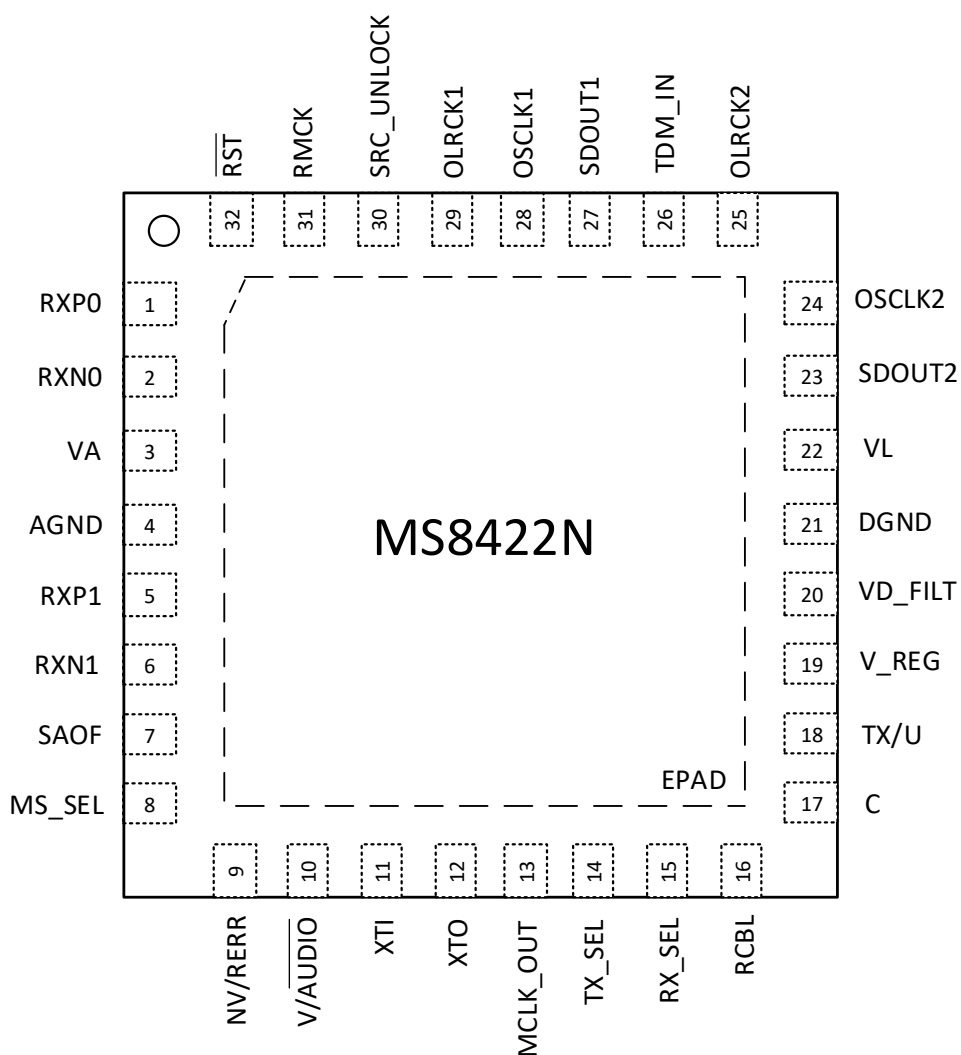 RST
RMCK
SRC_UNLOCK
OLRCK1
OSCLK1
SDOUT1
TDM_IN
OLRCK2
32
31
30
29
28
27
26
25
RXP0 1
RXN0 2
VA 3
AGND 4
RXP1 5
RXN1 6
SAOF 7
MS_SEL 8
MS8422N
EPAD
24 OSCLK2
23 SDOUT2
22 VL
21 DGND
20 VD_FILT
19 V_REG
18 TX/U
17 C
9
10
11
12
13
14
15
16
NV/RERR
V/AUDIO
XTI
XTO
MCLK_OUT
TX_SEL
RX_SEL
RCBL